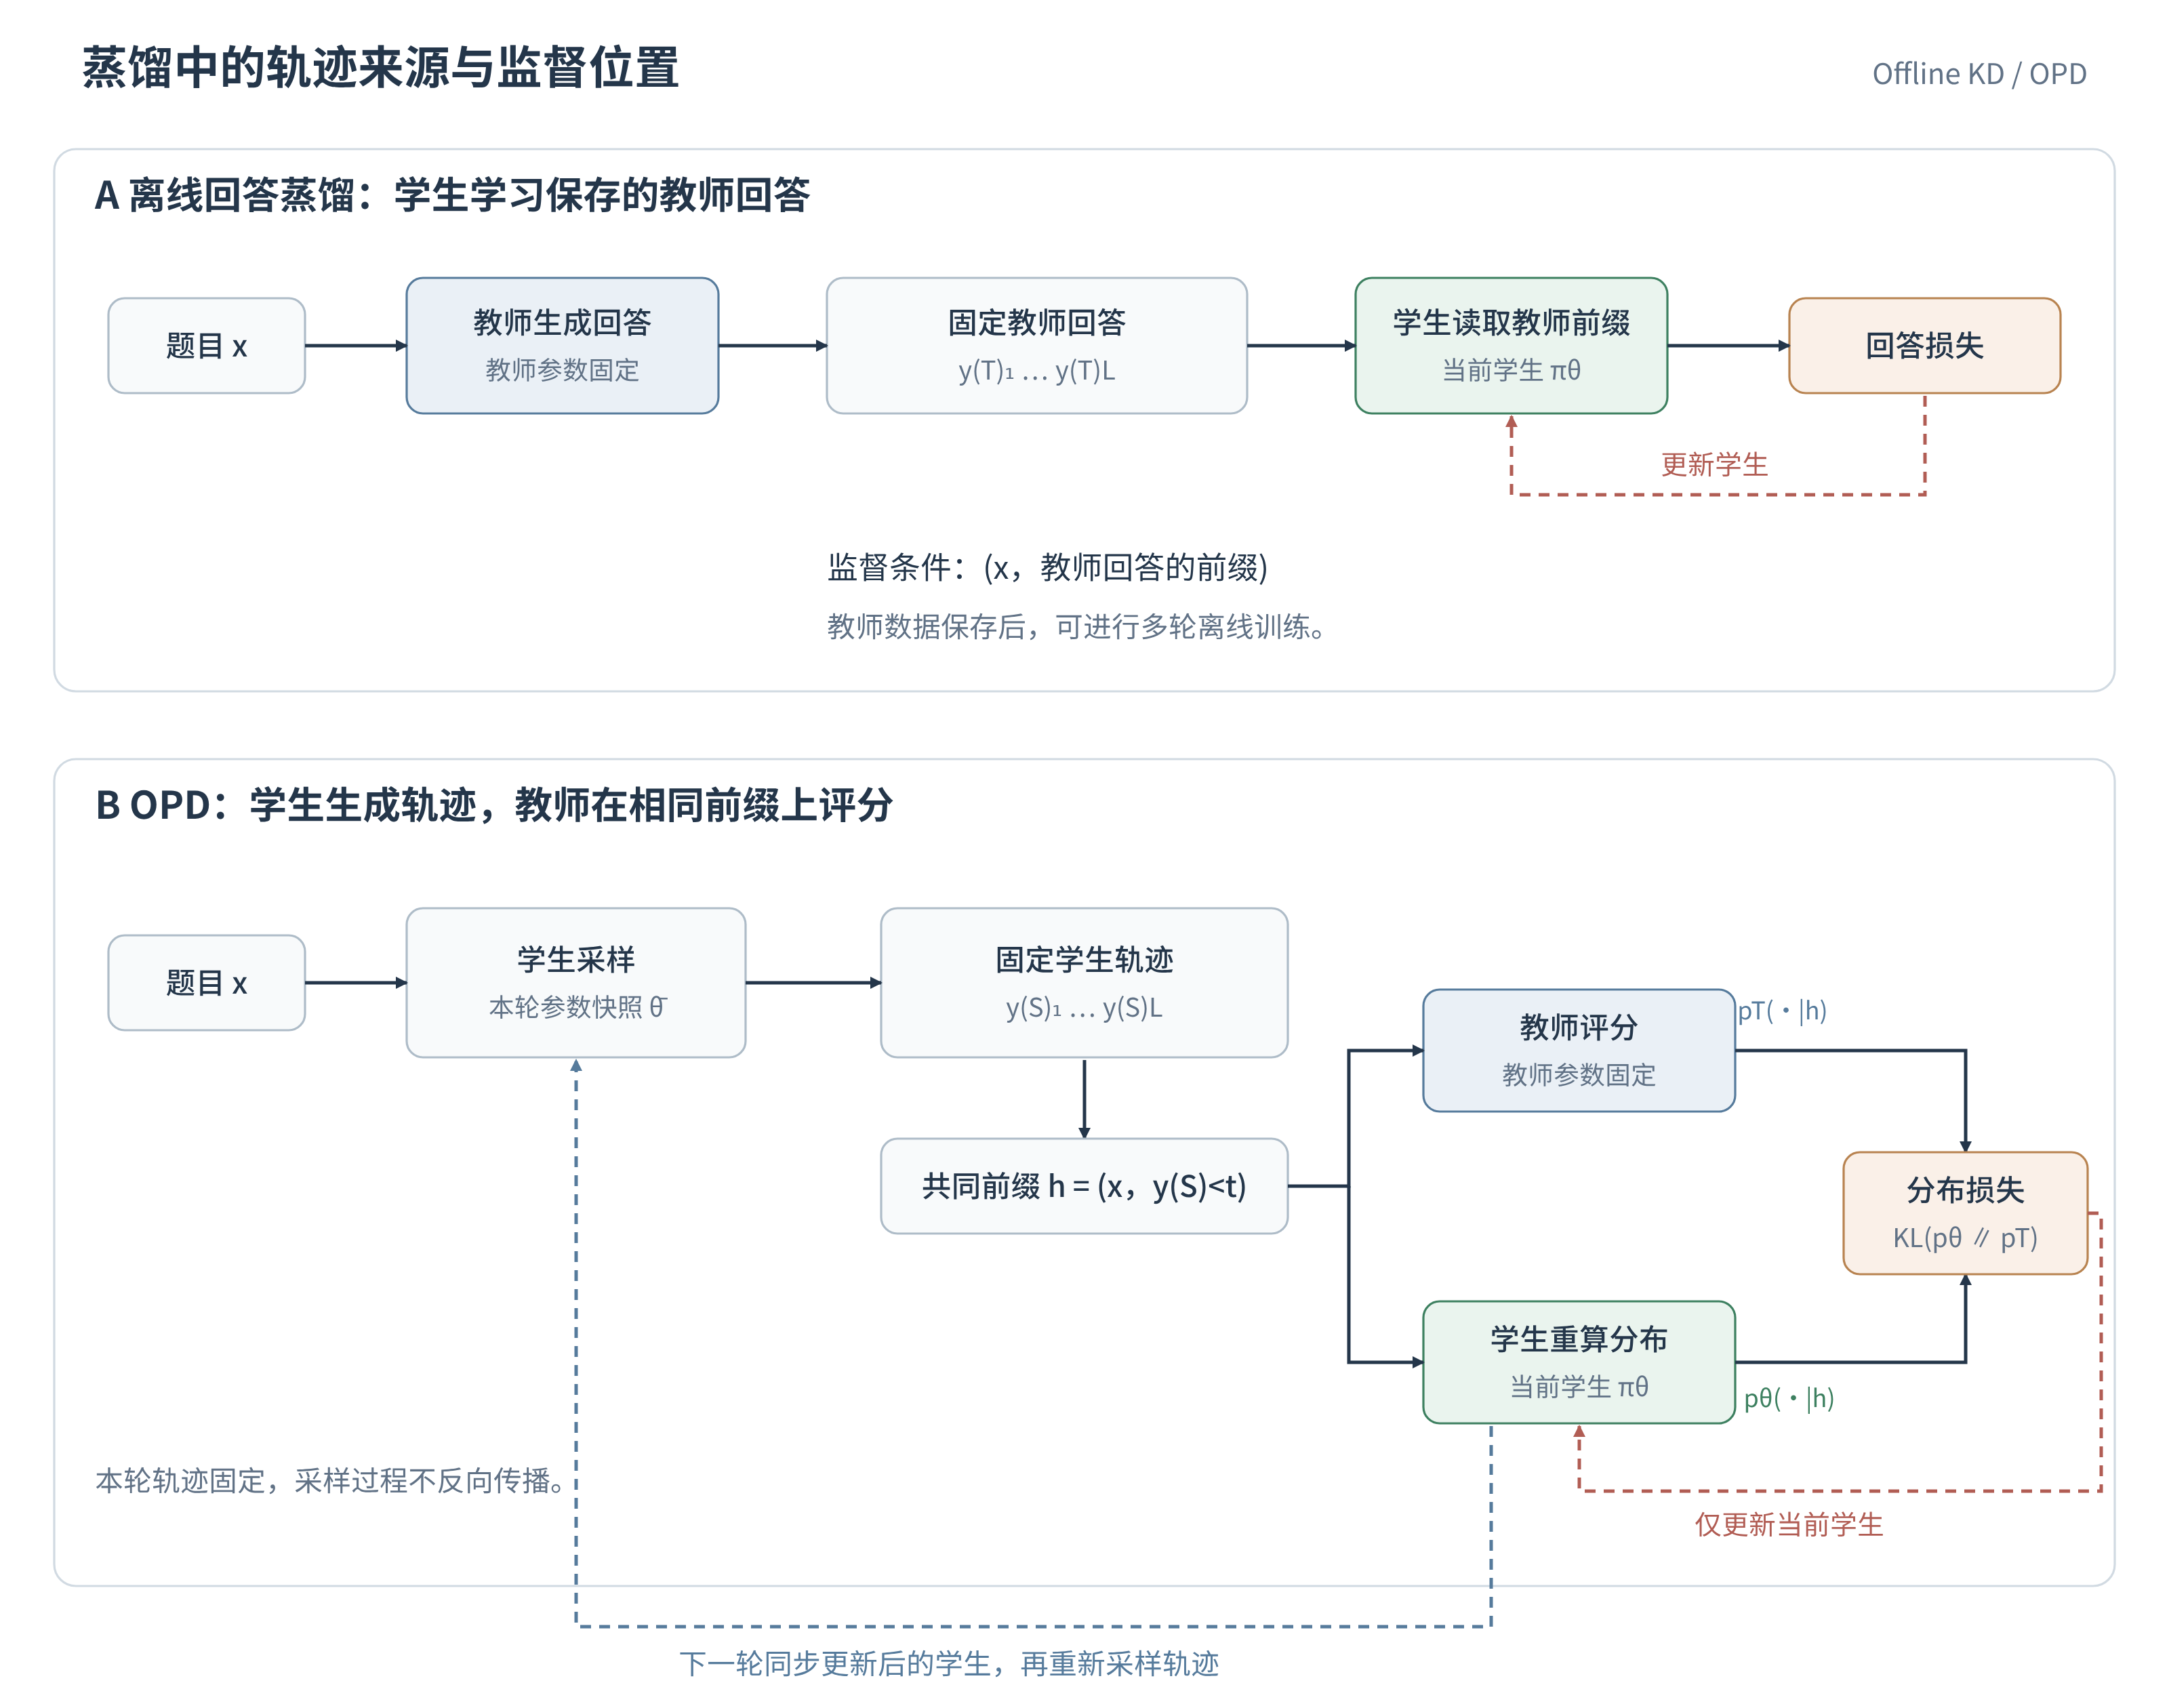 蒸馏中的轨迹来源与监督位置
Offline KD / OPD
A 离线回答蒸馏：学生学习保存的教师回答
题目 x
教师生成回答
教师参数固定
固定教师回答
y(T)₁ … y(T)L
学生读取教师前缀
当前学生 πθ
回答损失
更新学生
监督条件：(x，教师回答的前缀)
教师数据保存后，可进行多轮离线训练。
B OPD：学生生成轨迹，教师在相同前缀上评分
题目 x
学生采样
本轮参数快照 θ̄
固定学生轨迹
y(S)₁ … y(S)L
共同前缀 h = (x，y(S)<t)
教师评分
教师参数固定
pT(・|h)
分布损失
KL(pθ ∥ pT)
学生重算分布
当前学生 πθ
pθ(・|h)
本轮轨迹固定，采样过程不反向传播。
仅更新当前学生
下一轮同步更新后的学生，再重新采样轨迹